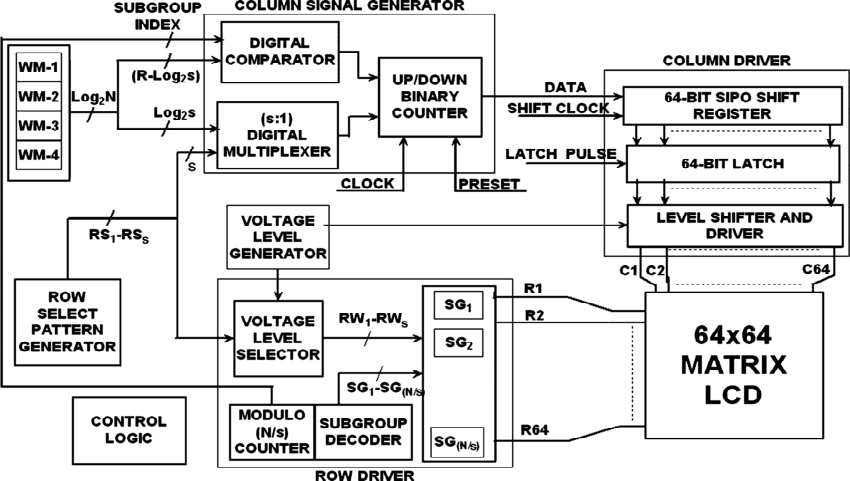 SUBGROUP
INDEX
COLUMN SIGNAL GENERATOR
DIGITAL
COMPARATOR
UP/DOWN
BINARY
COUNTER
(s:1)
DIGITAL
MULTIPLEXER
WM-1
WM-2
WM-3
WM-4
Log₂N
(R-Log₂s)
Log₂s
S
CLOCK
PRESET
COLUMN DRIVER
DATA
SHIFT CLOCK
LATCH PULSE
64-BIT SIPO SHIFT
REGISTER
64-BIT LATCH
LEVEL SHIFTER AND
DRIVER
C1
C2
C64
RS₁-RSₛ
ROW
SELECT
PATTERN
GENERATOR
VOLTAGE
LEVEL
GENERATOR
VOLTAGE
LEVEL
SELECTOR
RW₁-RWₛ
SG₁-SG₍N/s₎
SG₁
SG₂
SG₍N/s₎
R1
R2
R64
64x64
MATRIX
LCD
CONTROL
LOGIC
MODULO
(N/s)
COUNTER
SUBGROUP
DECODER
ROW DRIVER